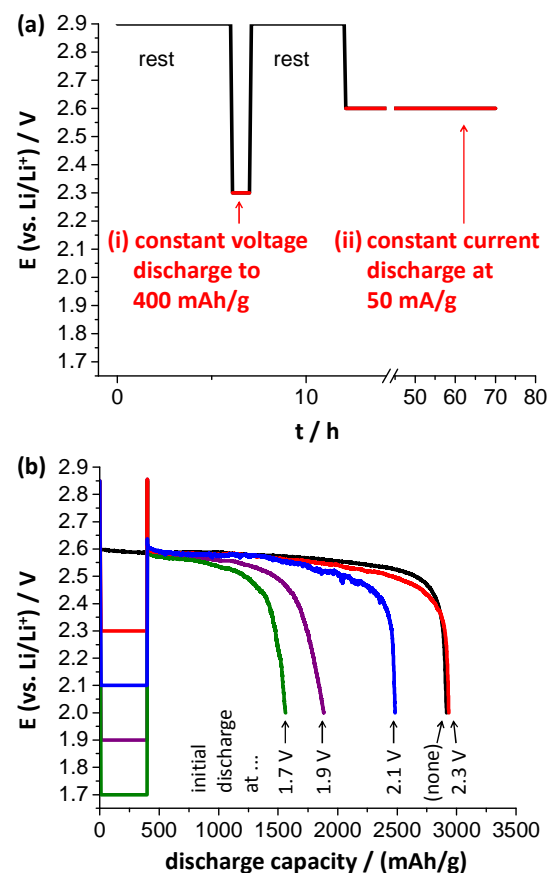 (a)
2.9
2.8
2.7
2.6
2.5
2.4
2.3
2.2
2.1
2.0
1.9
1.8
1.7
E (vs. Li/Li⁺) / V
rest
rest
(i) constant voltage
discharge to
400 mAh/g
(ii) constant current
discharge at
50 mA/g
0 10 50 60 70 80
t / h
(b)
2.9
2.8
2.7
2.6
2.5
2.4
2.3
2.2
2.1
2.0
1.9
1.8
1.7
E (vs. Li/Li⁺) / V
initial
discharge
at ...
1.7 V
1.9 V
2.1 V
(none)
2.3 V
0 500 1000 1500 2000 2500 3000 3500
discharge capacity / (mAh/g)